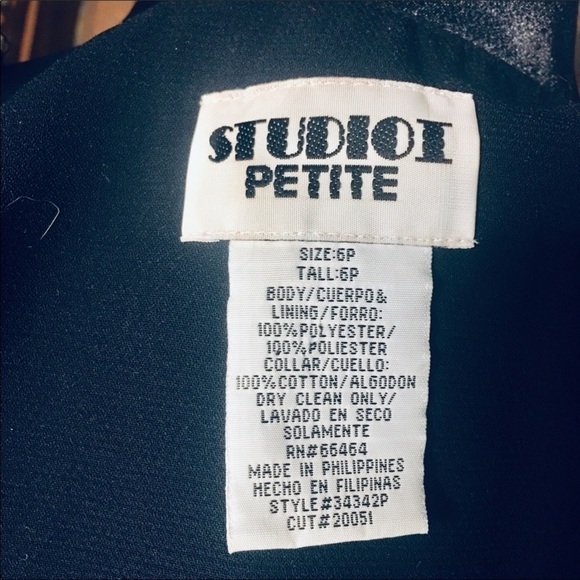 STUDIO I
PETITE
SIZE:6P
TALL:6P
BODY/CUERPO&
LINING/FORRO:
100%POLYESTER/
100%POLIESTER
COLLAR/CUELLO:
100%COTTON/ALGODON
DRY CLEAN ONLY/
LAVADO EN SECO
SOLAMENTE
RN#66464
MADE IN PHILIPPINES
HECHO EN FILIPINAS
STYLE#34342P
CUT#20051